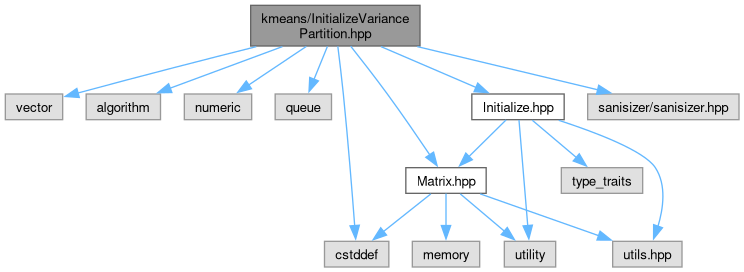 kmeans/InitializeVariance
Partition.hpp
vector
algorithm
numeric
queue
Initialize.hpp
sanisizer/sanisizer.hpp
Matrix.hpp
type_traits
cstddef
memory
utility
utils.hpp